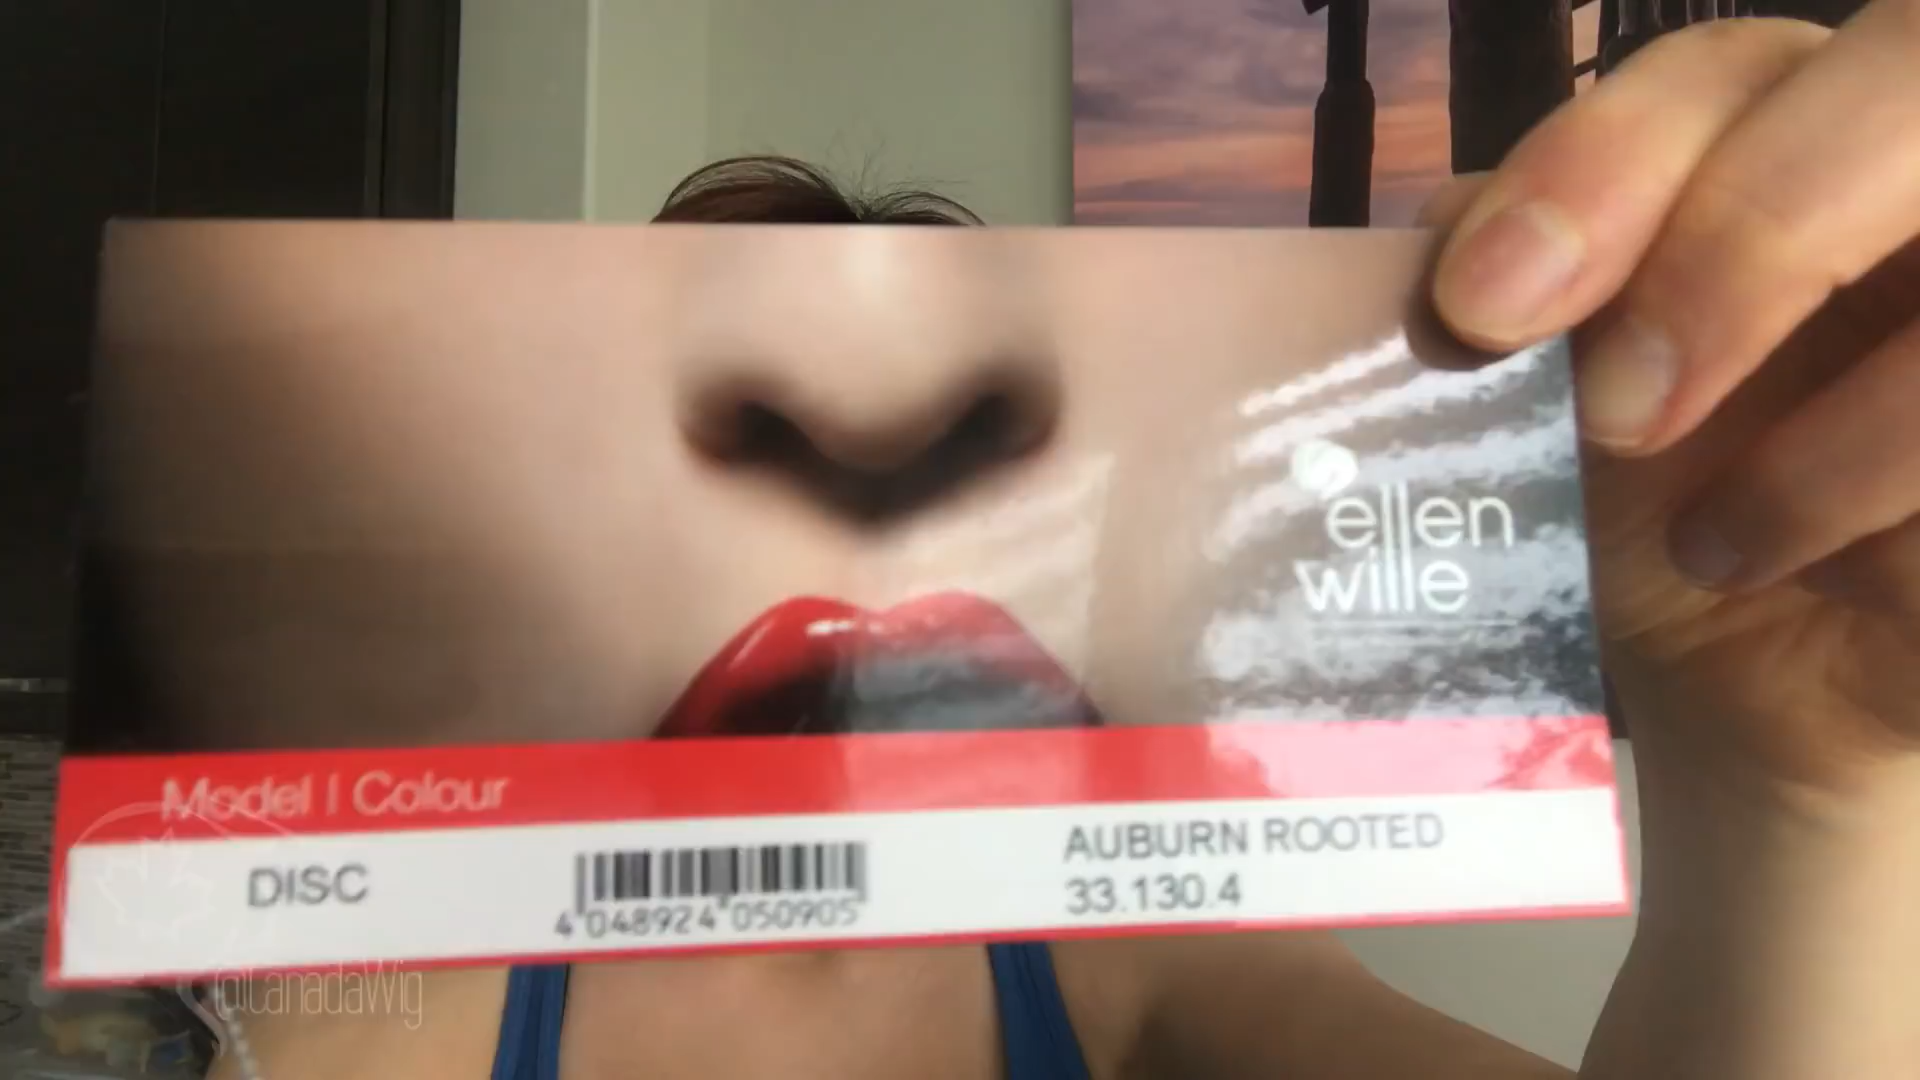 ellen
wille
Model | Colour
DISC
AUBURN ROOTED
33.130.4
4 048924 050905
@CanadaWig